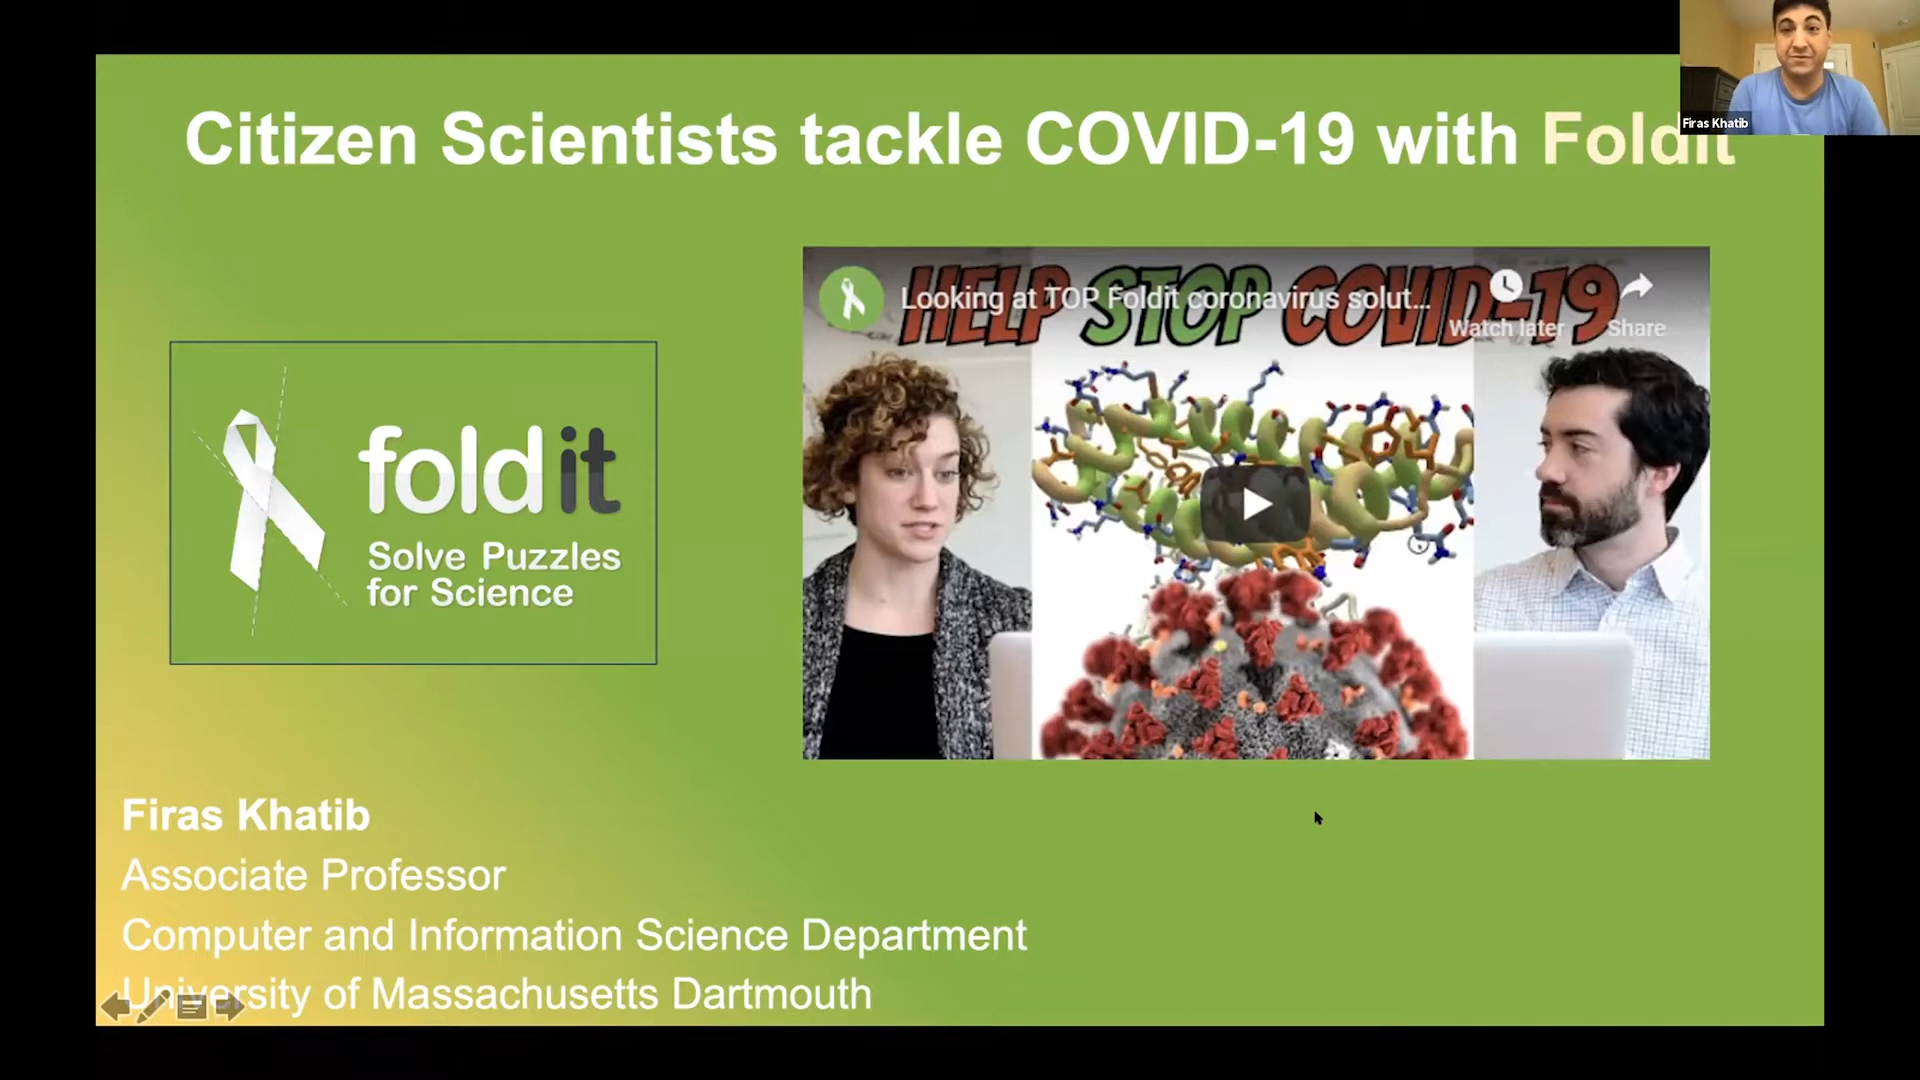 Citizen Scientists tackle COVID-19 with Foldit
Firas Khatib
HELP STOP COVID-19
Looking at TOP Foldit coronavirus solut...
Watch later
Share
foldit
Solve Puzzles
for Science
Firas Khatib
Associate Professor
Computer and Information Science Department
University of Massachusetts Dartmouth